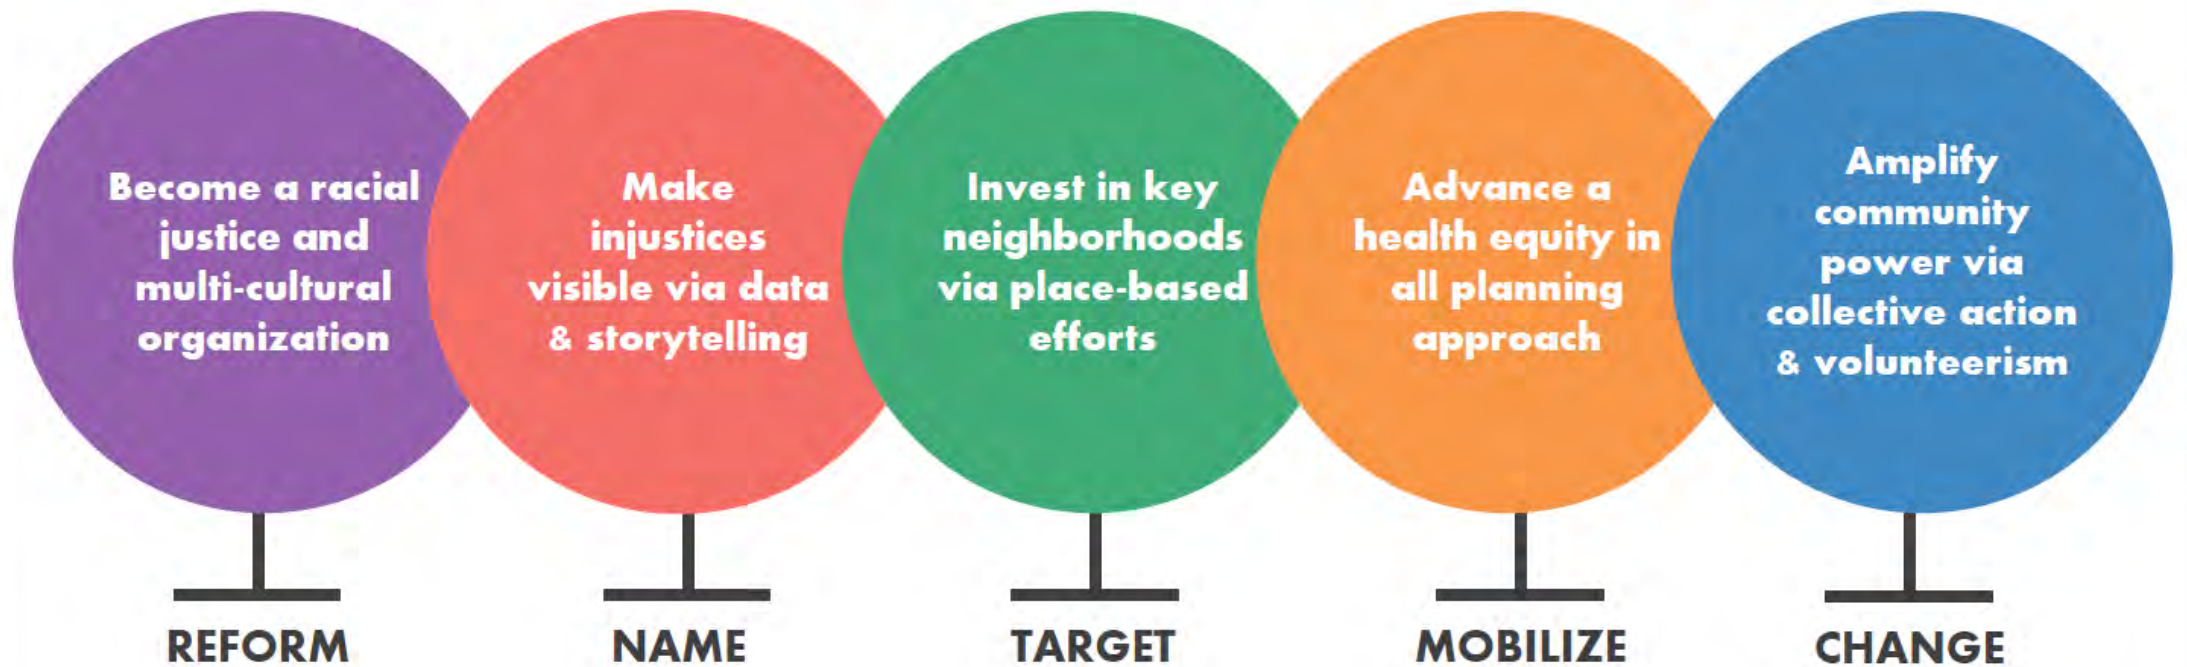 Become a racial
justice and
multi-cultural
organization
Make
injustices
visible via data
& storytelling
Invest in key
neighborhoods
via place-based
efforts
Advance a
health equity in
all planning
approach
Amplify
community
power via
collective action
& volunteerism
REFORM
NAME
TARGET
MOBILIZE
CHANGE